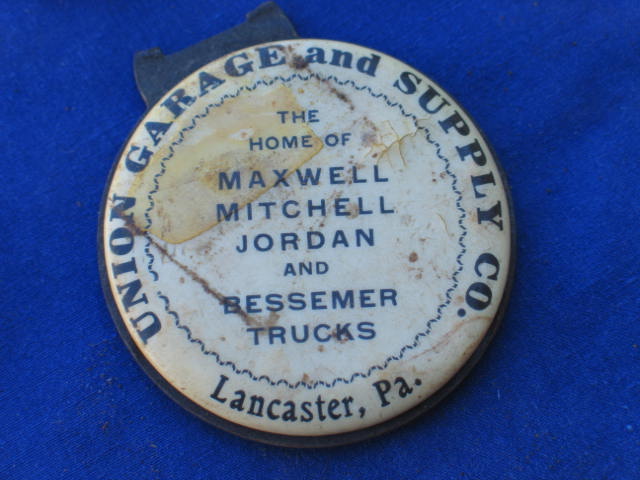 UNION GARAGE and SUPPLY CO.
THE
HOME OF
MAXWELL
MITCHELL
JORDAN
AND
BESSEMER
TRUCKS
Lancaster, Pa.